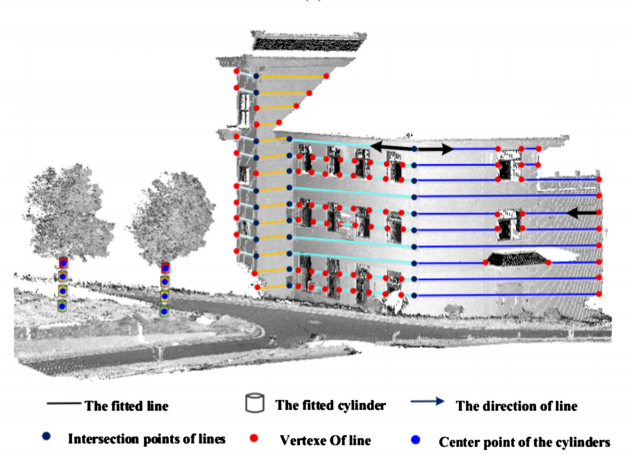 The fitted line
The fitted cylinder
The direction of line
Intersection points of lines
Vertexe Of line
Center point of the cylinders